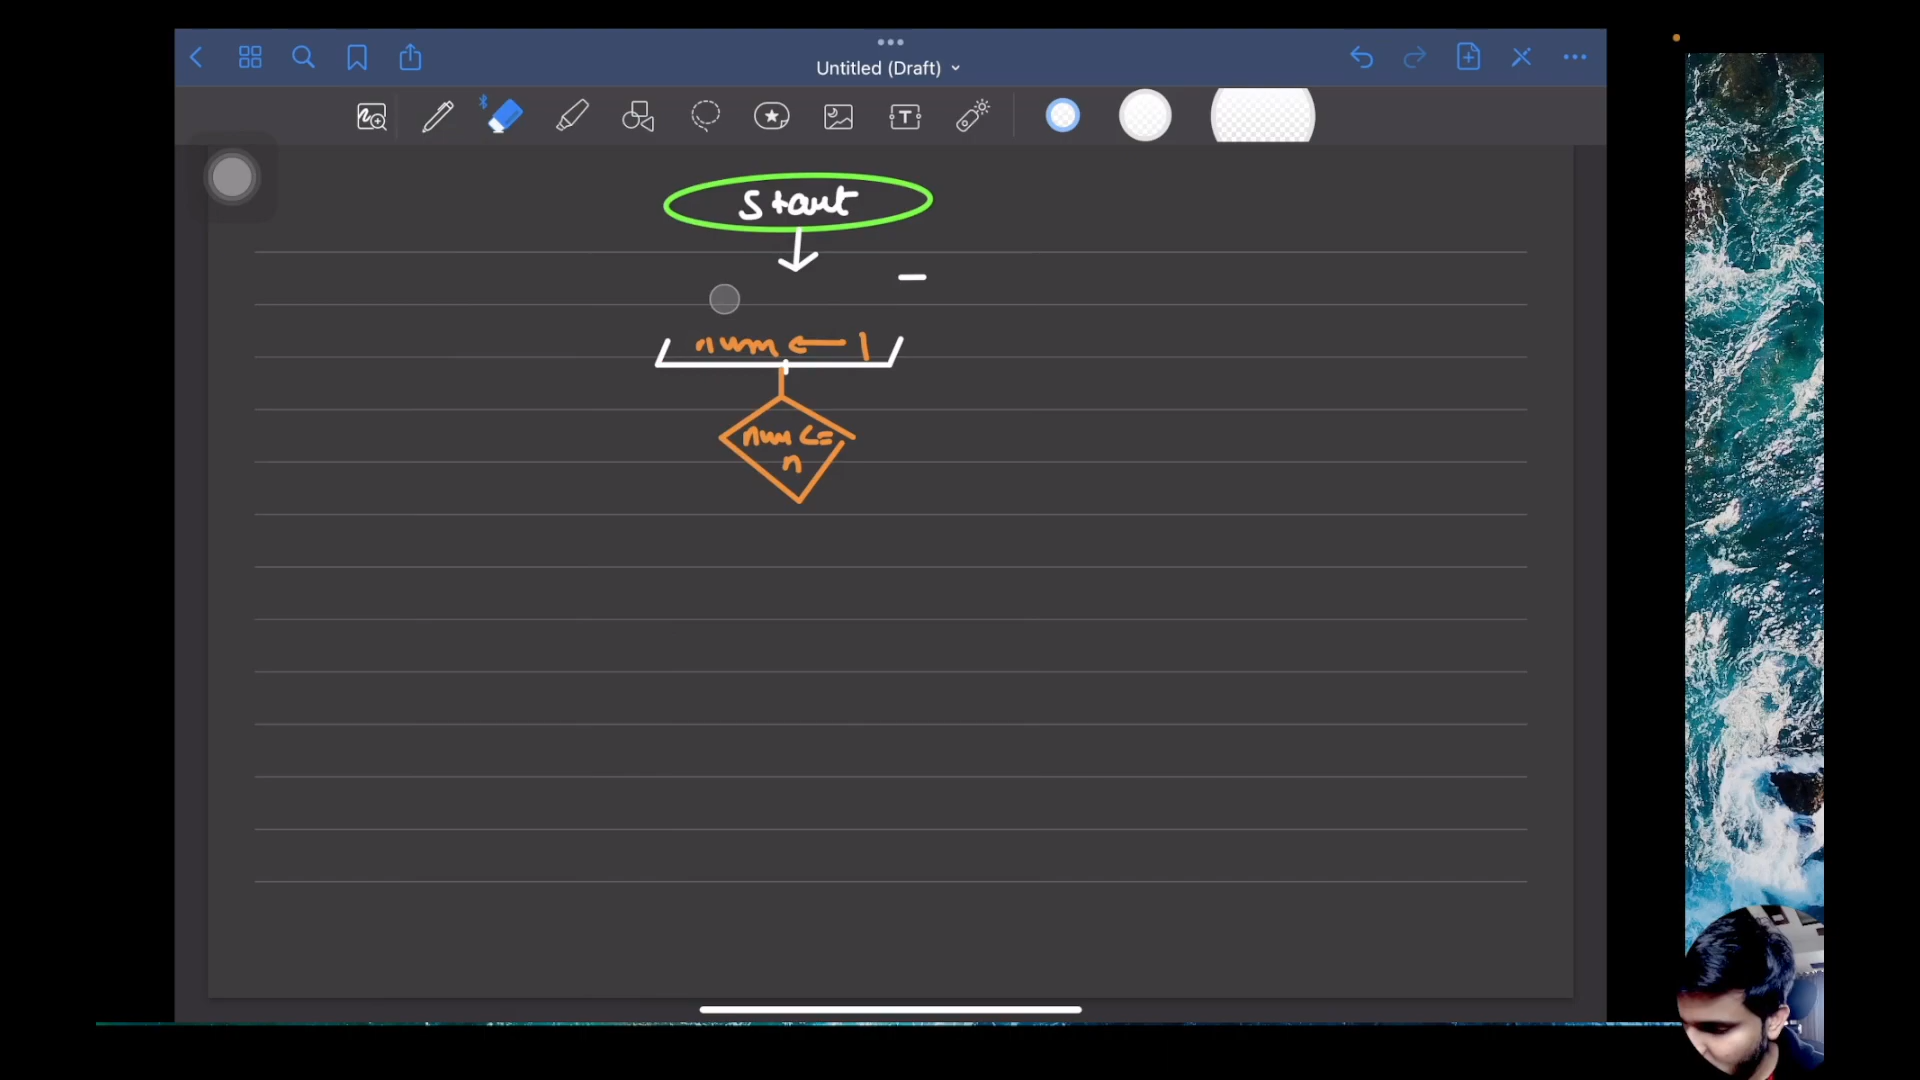 Untitled (Draft)
Start
num ← 1
num <=
n